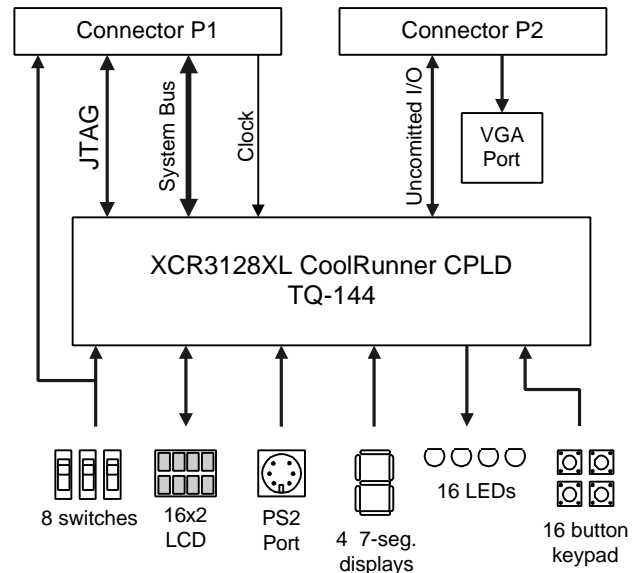 Connector P1
Connector P2
JTAG
System Bus
Clock
Uncomitted I/O
VGA
Port
XCR3128XL CoolRunner CPLD
TQ-144
8 switches
16x2
LCD
PS2
Port
4 7-seg.
displays
16 LEDs
16 button
keypad